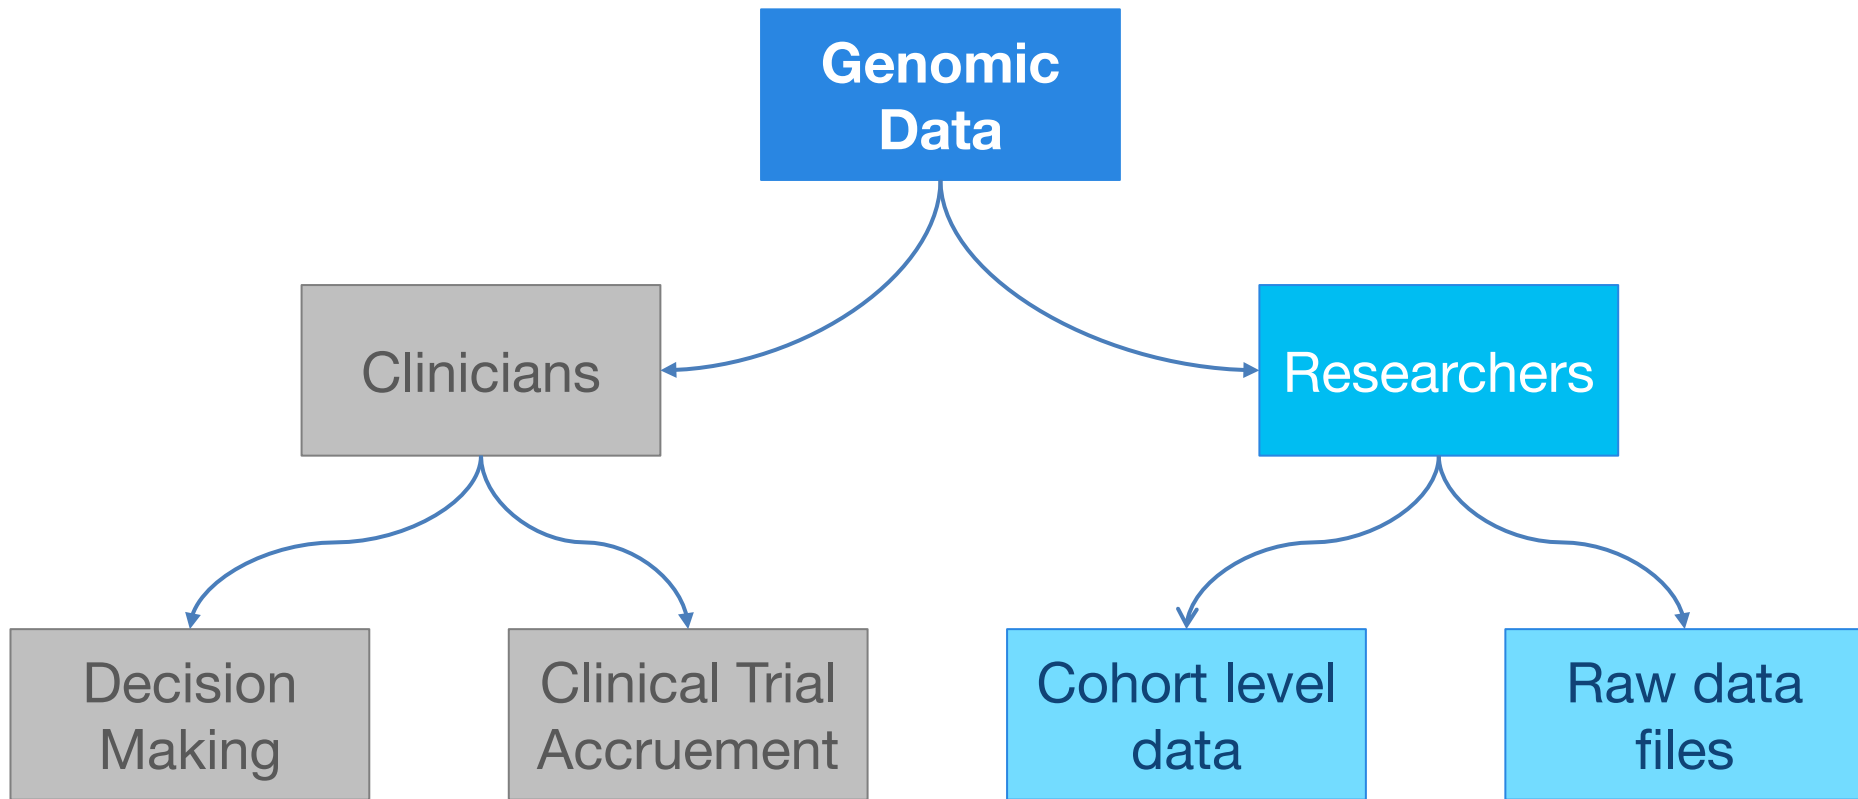 Genomic
Data
Clinicians
Researchers
Decision
Making
Clinical Trial
Accruement
Cohort level
data
Raw data
files